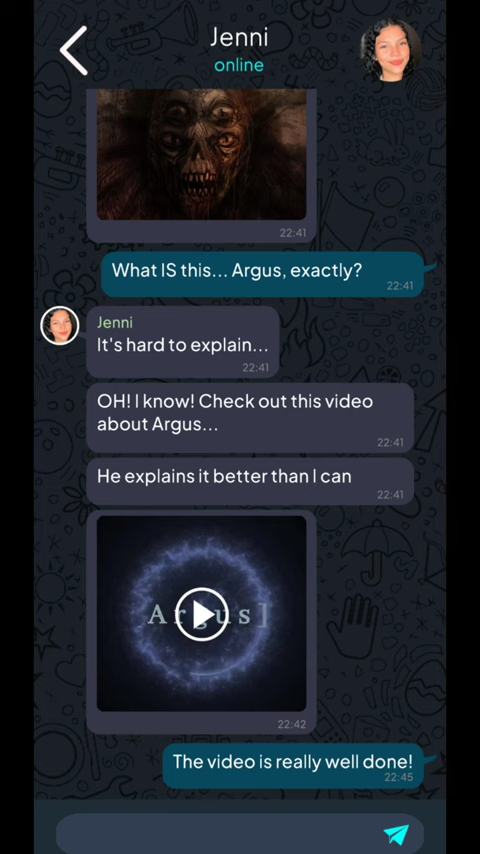 Jenni
online
22:41
What IS this... Argus, exactly?
22:41
Jenni
It's hard to explain...
22:41
OH! I know! Check out this video
about Argus...
22:41
He explains it better than I can
22:41
Argus]
22:42
The video is really well done!
22:45